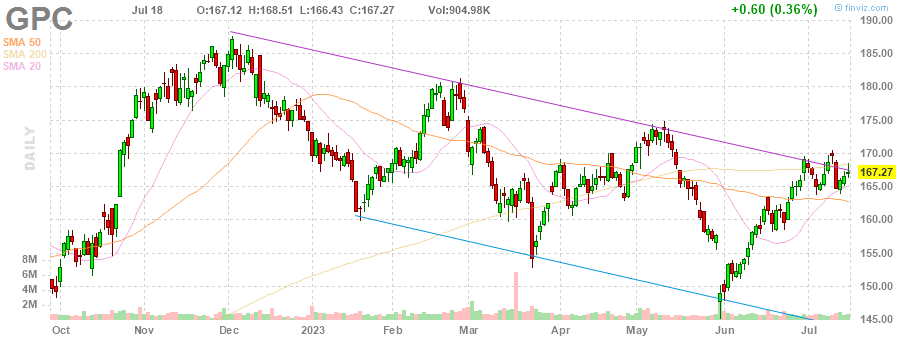 GPC
Jul 18 O:167.12 H:168.51 L:166.43 C:167.27 Vol:904.98K
+0.60 (0.36%)
© finviz.com
SMA 50
SMA 200
SMA 20
DAILY
190.00
185.00
180.00
175.00
170.00
167.27
165.00
160.00
155.00
150.00
145.00
8M
6M
4M
2M
Oct Nov Dec 2023 Feb Mar Apr May Jun Jul